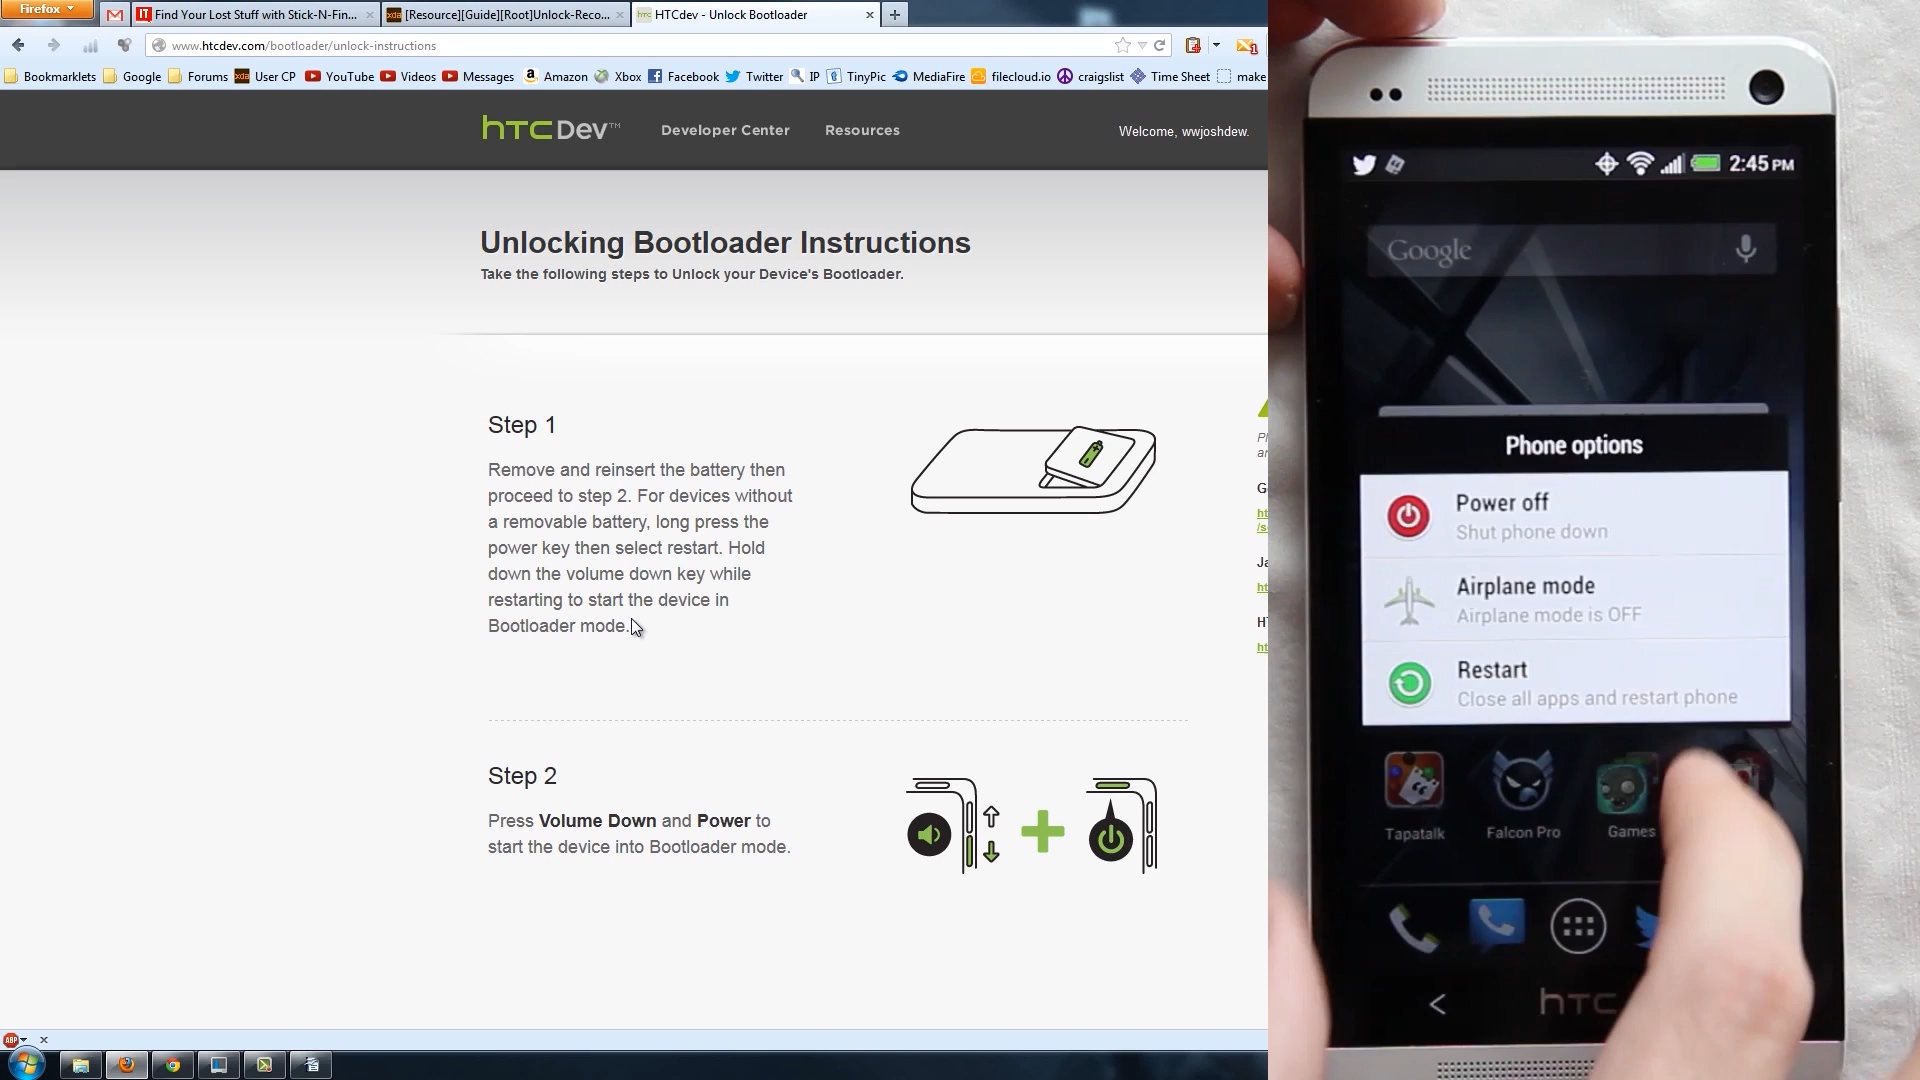 Firefox
Find Your Lost Stuff with Stick-N-Fin...
[Resource][Guide][Root]Unlock-Reco...
HTCdev - Unlock Bootloader
www.htcdev.com/bootloader/unlock-instructions
Bookmarklets
Google
Forums
User CP
YouTube
Videos
Messages
Amazon
Xbox
Facebook
Twitter
IP
TinyPic
MediaFire
filecloud.io
craigslist
Time Sheet
make
hTC Dev™
Developer Center
Resources
Welcome, wwjoshdew.
Unlocking Bootloader Instructions
Take the following steps to Unlock your Device's Bootloader.
Step 1
Remove and reinsert the battery then
proceed to step 2. For devices without
a removable battery, long press the
power key then select restart. Hold
down the volume down key while
restarting to start the device in
Bootloader mode.
Step 2
Press Volume Down and Power to
start the device into Bootloader mode.
ABP
2:45 PM
Google
Phone options
Power off
Shut phone down
Airplane mode
Airplane mode is OFF
Restart
Close all apps and restart phone
Tapatalk
Falcon Pro
Games
hTC